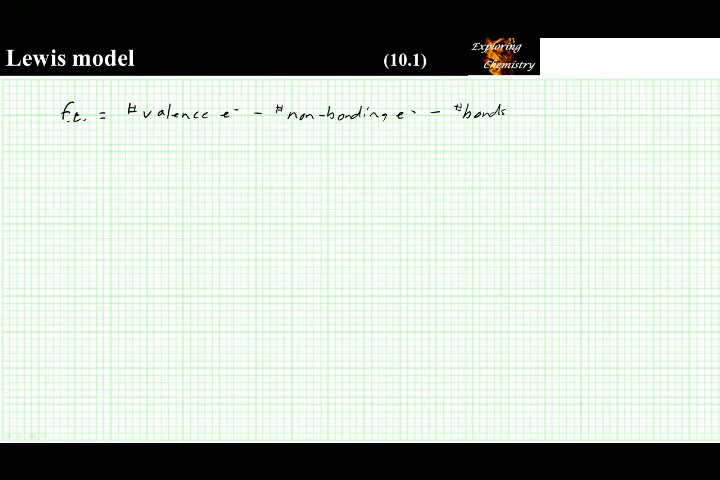 Lewis model (10.1) Exploring Chemistry
f.c. = # valence e⁻ - # non-bonding e⁻ - # bonds